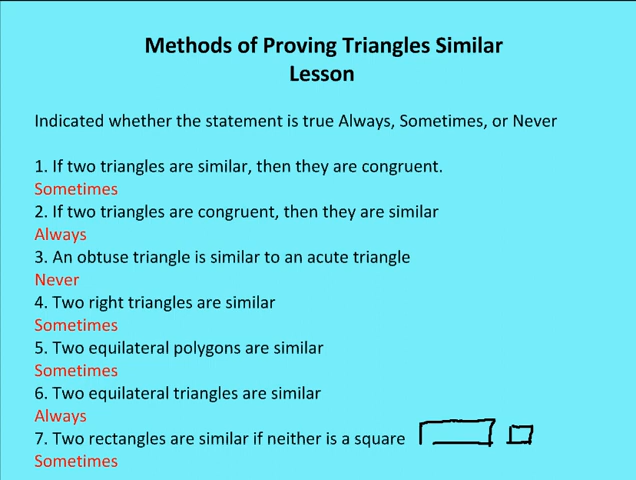 Methods of Proving Triangles Similar
Lesson
Indicated whether the statement is true Always, Sometimes, or Never
1. If two triangles are similar, then they are congruent.
Sometimes
2. If two triangles are congruent, then they are similar
Always
3. An obtuse triangle is similar to an acute triangle
Never
4. Two right triangles are similar
Sometimes
5. Two equilateral polygons are similar
Sometimes
6. Two equilateral triangles are similar
Always
7. Two rectangles are similar if neither is a square
Sometimes